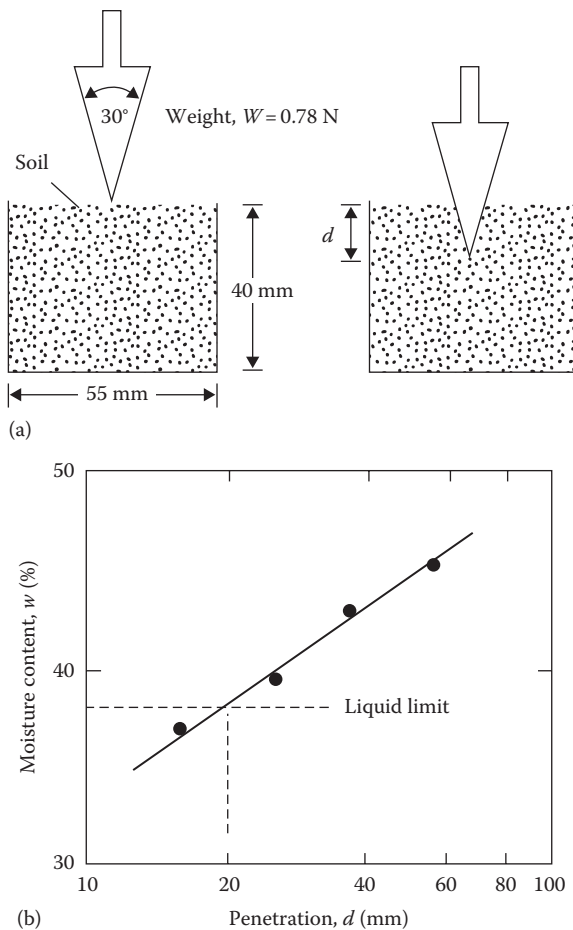 30°
Weight, W = 0.78 N
Soil
d
40 mm
55 mm
(a)
50
40
30
Moisture content, w (%)
Liquid limit
10 20 40 60 80 100
(b) Penetration, d (mm)